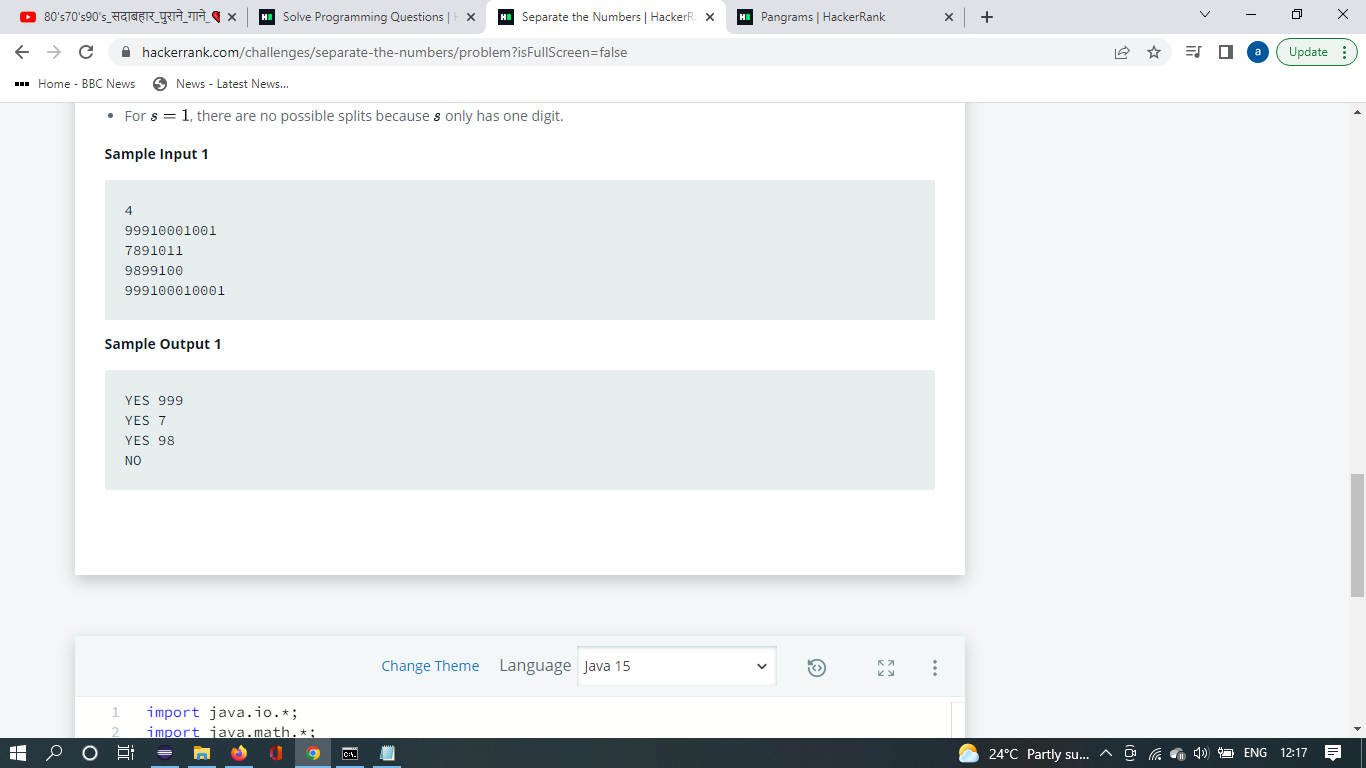 80's70's90's_सदाबहार_पुराने_गाने_
Solve Programming Questions |
Separate the Numbers | HackerR
Pangrams | HackerRank
hackerrank.com/challenges/separate-the-numbers/problem?isFullScreen=false
a
Update
Home - BBC News
News - Latest News...
• For s = 1, there are no possible splits because s only has one digit.
Sample Input 1
4
99910001001
7891011
9899100
999100010001
Sample Output 1
YES 999
YES 7
YES 98
NO
Change Theme
Language
Java 15
1 import java.io.*;
2 import java.math.*;
24°C Partly su...
ENG
12:17